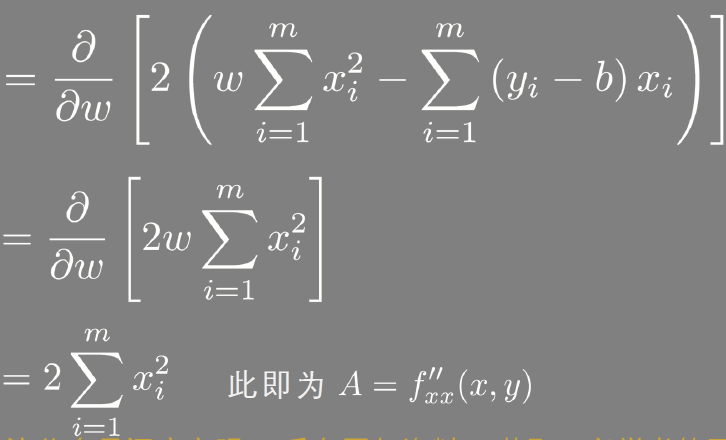 = ∂/∂w [2 (w ∑_{i=1}^{m} x_i^2 − ∑_{i=1}^{m} (y_i − b) x_i)]
= ∂/∂w [2w ∑_{i=1}^{m} x_i^2]
= 2 ∑_{i=1}^{m} x_i^2 此即为 A = f''_{xx}(x, y)